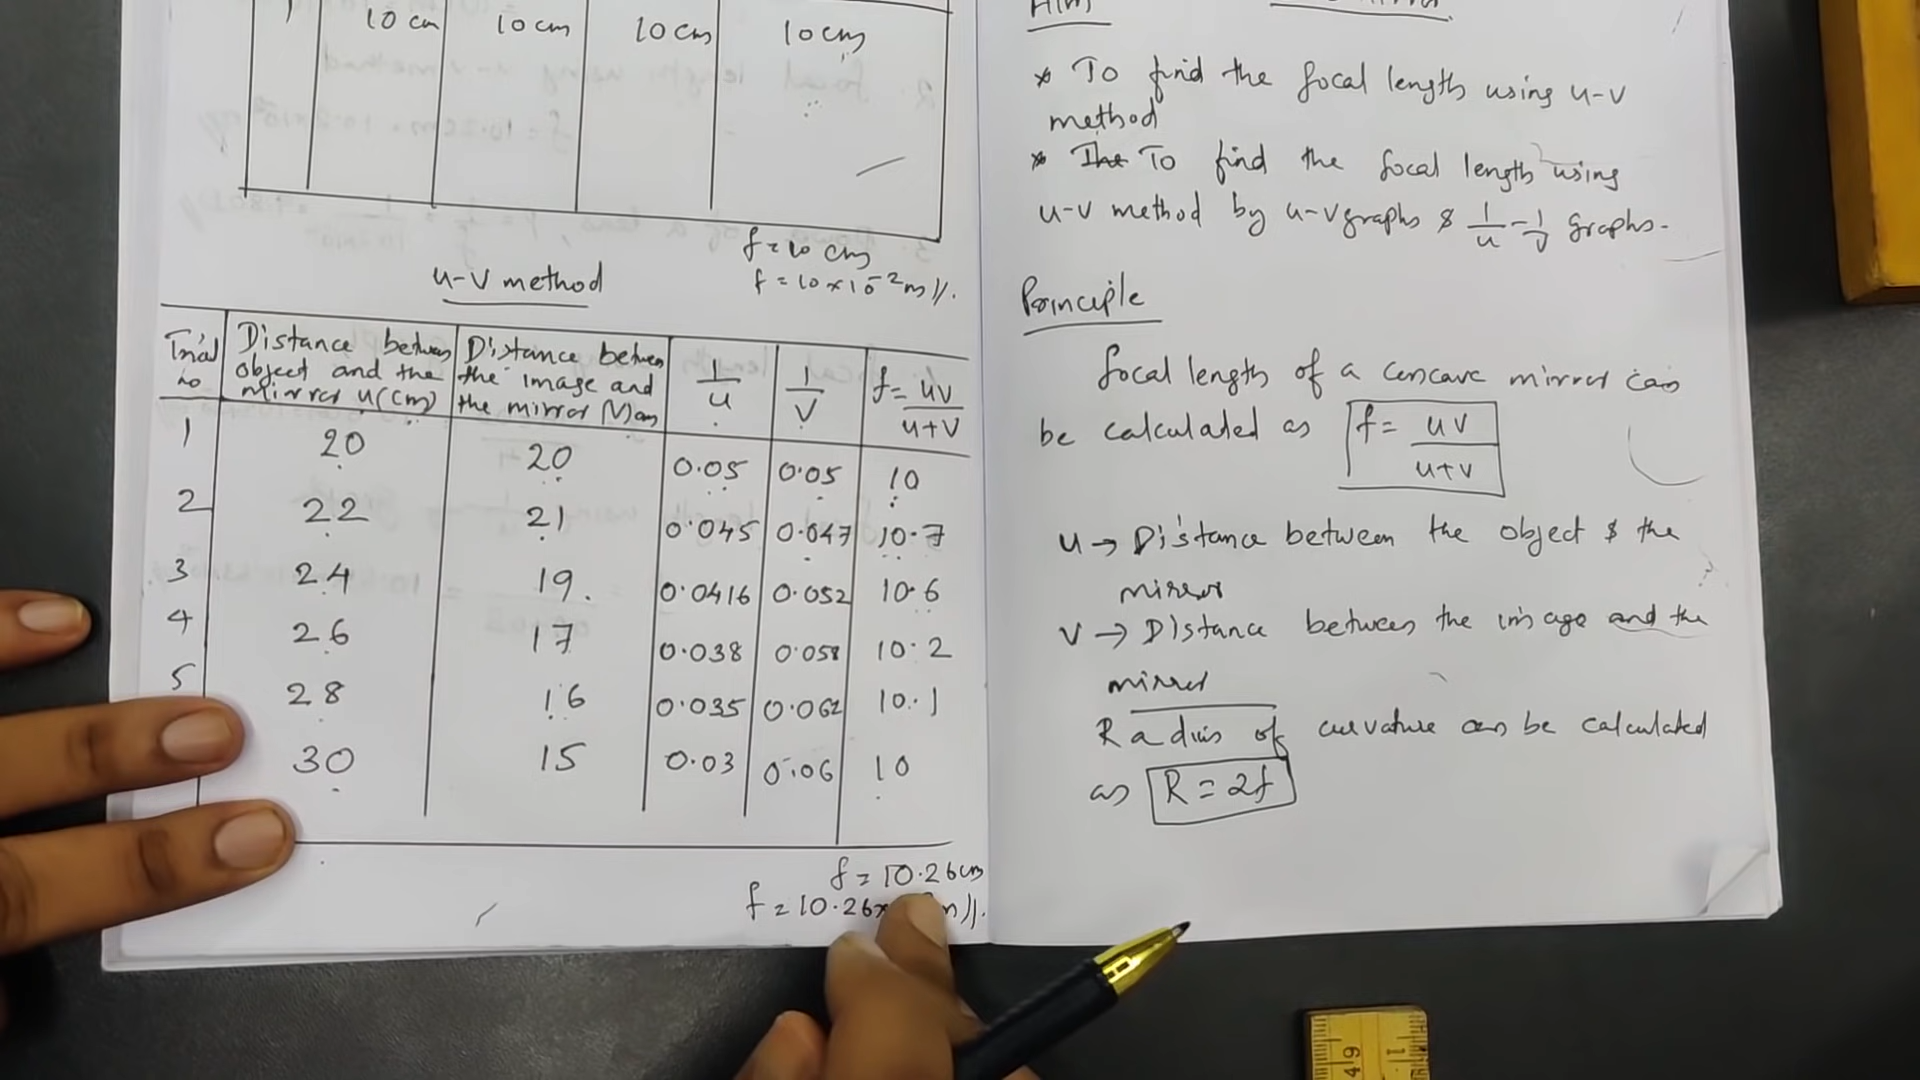 10 cm 10 cm 10 cm 10 cm
f = 10 cm
f = 10 × 10⁻² m //.
u-v method
Trial no | Distance between object and the mirror u (cm) | Distance between the image and the mirror (V) cm | 1/u | 1/V | f = uv/u+v
1 20 20 0.05 0.05 10
2 22 21 0.045 0.047 10.7
3 24 19. 0.0416 0.052 10.6
4 26 17 0.038 0.058 10.2
5 28 16 0.035 0.062 10.1
30 15 0.03 0.06 10
f = 10.26 cm
f = 10.26× m //.
Aim
* To find the focal length using u-v
method
* To find the focal length using
u-v method by u-v graphs & 1/u - 1/v graphs.
Principle
focal length of a concave mirror can
be calculated as f = uv/u+v
u → Distance between the object & the
mirror
v → Distance between the image and the
mirror
Radius of curvature can be calculated
as R = 2f
49